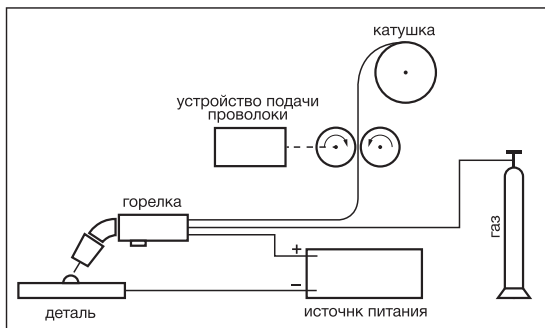 катушка
устройство подачи
проволоки
горелка
газ
+
−
деталь
источнк питания